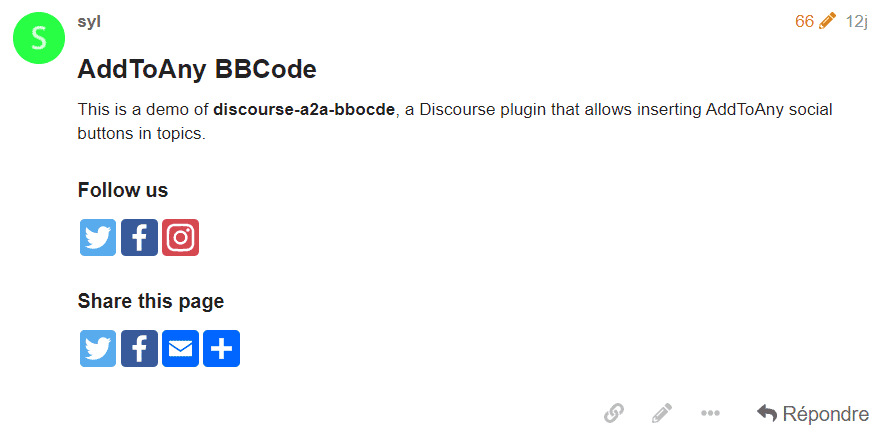 S
syl
66
12j
AddToAny BBCode
This is a demo of discourse-a2a-bbocde, a Discourse plugin that allows inserting AddToAny social
buttons in topics.
Follow us
Share this page
Répondre